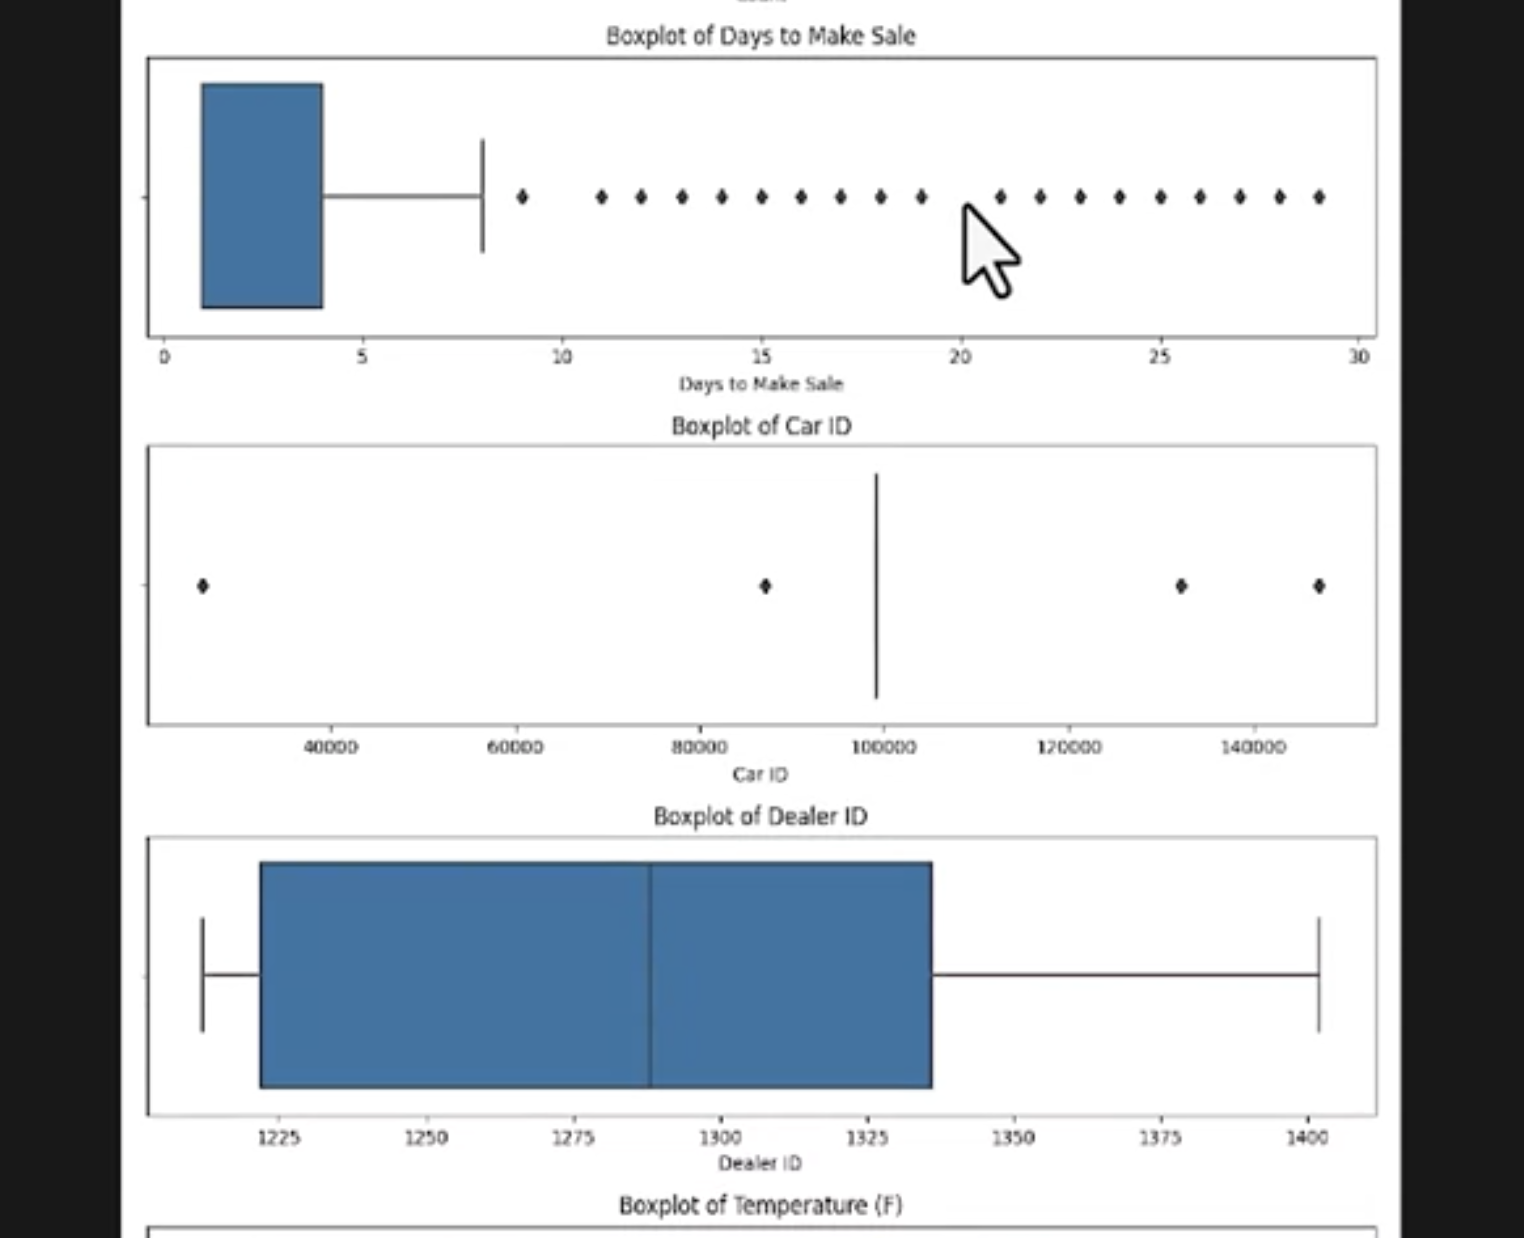 Boxplot of Days to Make Sale
0 5 10 15 20 25 30
Days to Make Sale
Boxplot of Car ID
40000 60000 80000 100000 120000 140000
Car ID
Boxplot of Dealer ID
1225 1250 1275 1300 1325 1350 1375 1400
Dealer ID
Boxplot of Temperature (F)